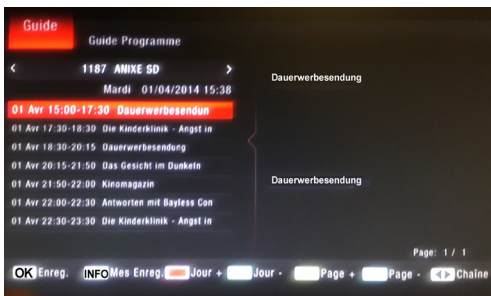 Guide
Guide Programme
< 1187 ANIXE SD >
Mardi 01/04/2014 15:38
01 Avr 15:00-17:30 Dauerwerbesendun
01 Avr 17:30-18:30 Die Kinderklinik - Angst in
01 Avr 18:30-20:15 Dauerwerbesendung
01 Avr 20:15-21:50 Das Gesicht im Dunkeln
01 Avr 21:50-22:00 Kinomagazin
01 Avr 22:00-22:30 Antworten mit Bayless Con
01 Avr 22:30-23:30 Die Kinderklinik - Angst in
Dauerwerbesendung
Dauerwerbesendung
Page: 1 / 1
OK Enreg. INFO Mes Enreg. Jour + Jour - Page + Page - Chaîne